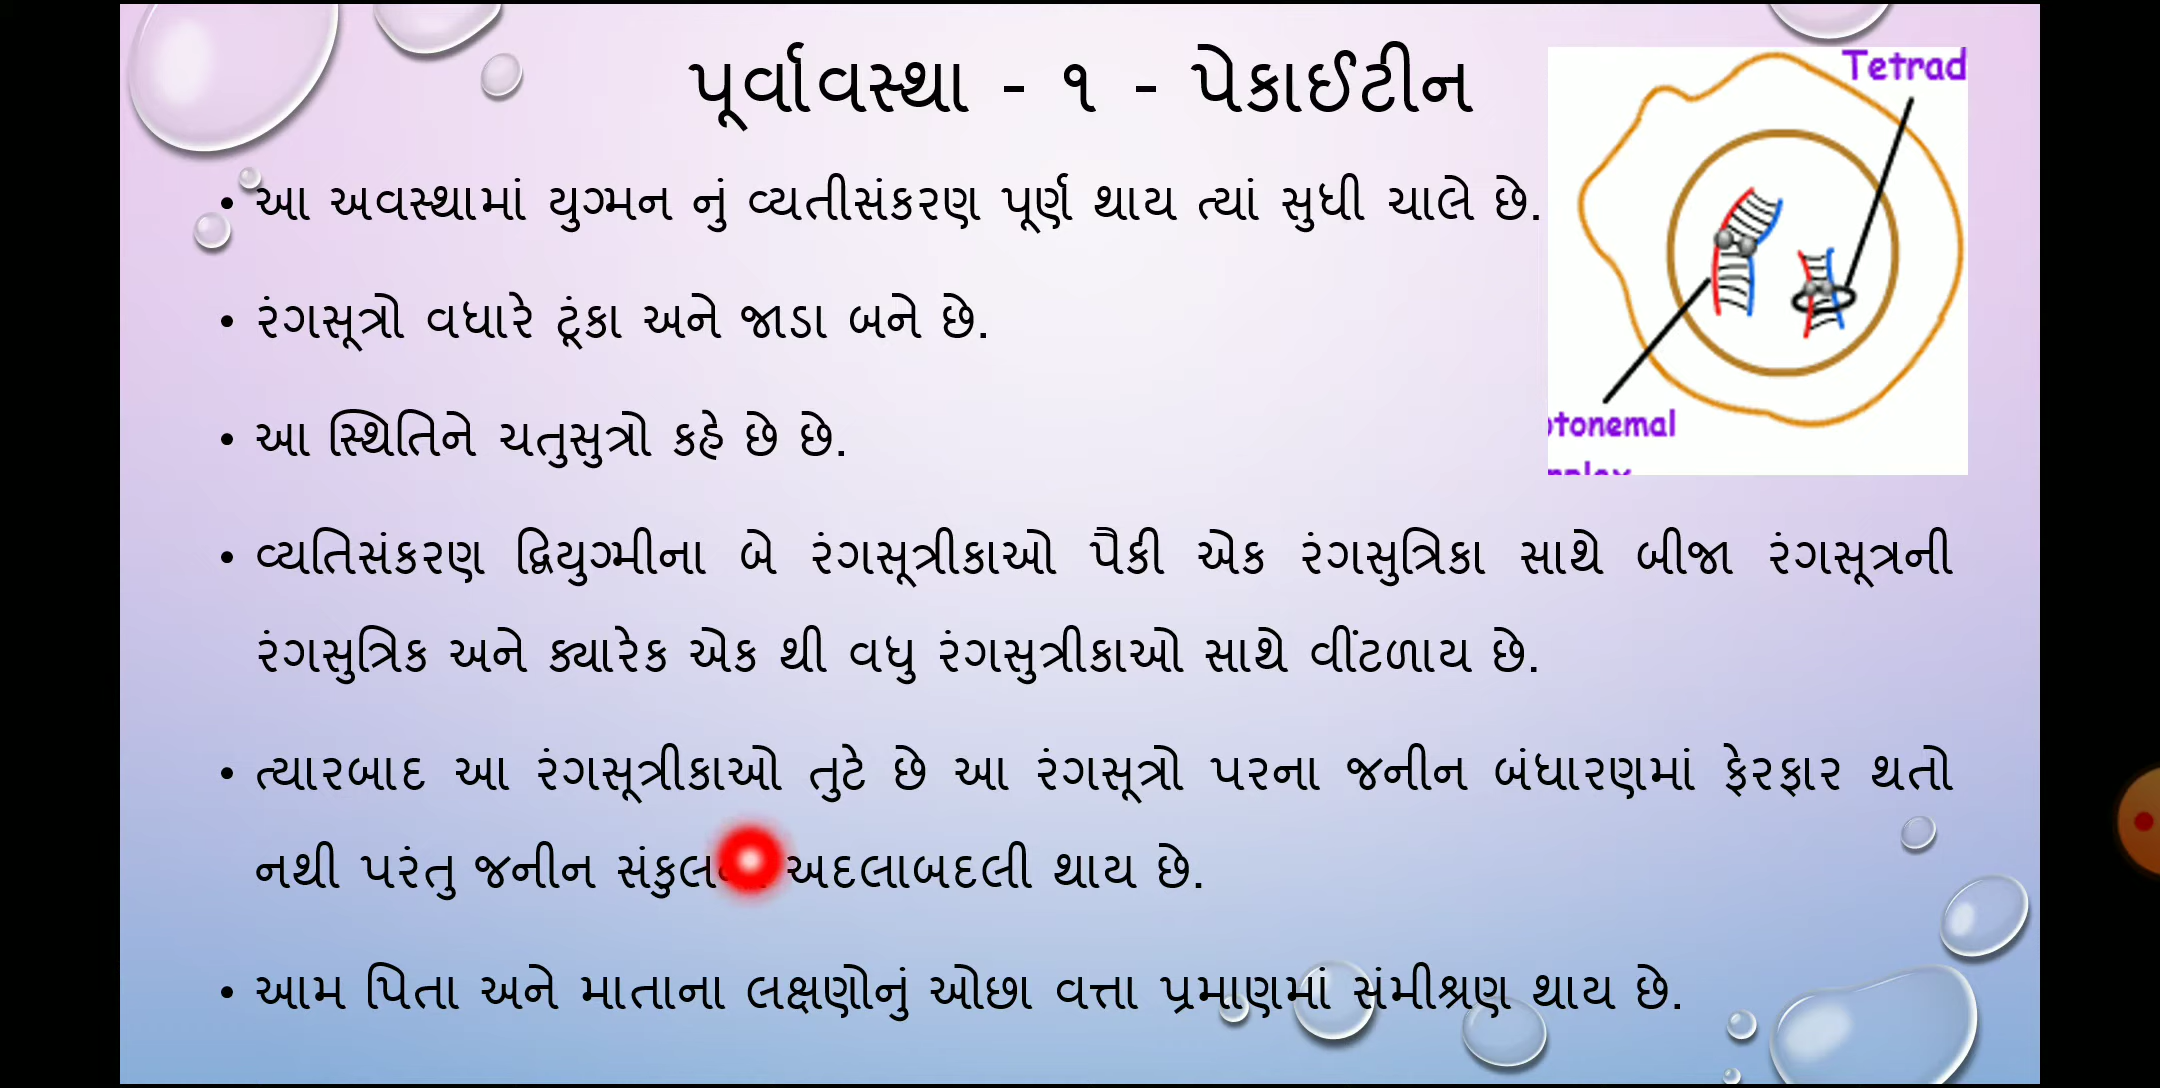 પૂર્વાવસ્થા - ૧ - પેકાઈટીન
Tetrad
• આ અવસ્થામાં યુગ્મન નું વ્યતીસંકરણ પૂર્ણ થાય ત્યાં સુધી ચાલે છે.
• રંગસૂત્રો વધારે ટૂંકા અને જાડા બને છે.
otonemal
• આ સ્થિતિને ચતુસુત્રો કહે છે છે.
• વ્યતિસંકરણ દ્વિયુગ્મીના બે રંગસૂત્રીકાઓ પૈકી એક રંગસુત્રિકા સાથે બીજા રંગસૂત્રની
રંગસુત્રિક અને ક્યારેક એક થી વધુ રંગસુત્રીકાઓ સાથે વીંટળાય છે.
• ત્યારબાદ આ રંગસૂત્રીકાઓ તુટે છે આ રંગસૂત્રો પરના જનીન બંધારણમાં ફેરફાર થતો
નથી પરંતુ જનીન અદલાબદલી થાય છે.
• આમ પિતા અને માતાના લક્ષણોનું ઓછા વત્તા પ્રમાણમાં સંમીશ્રણ થાય છે.